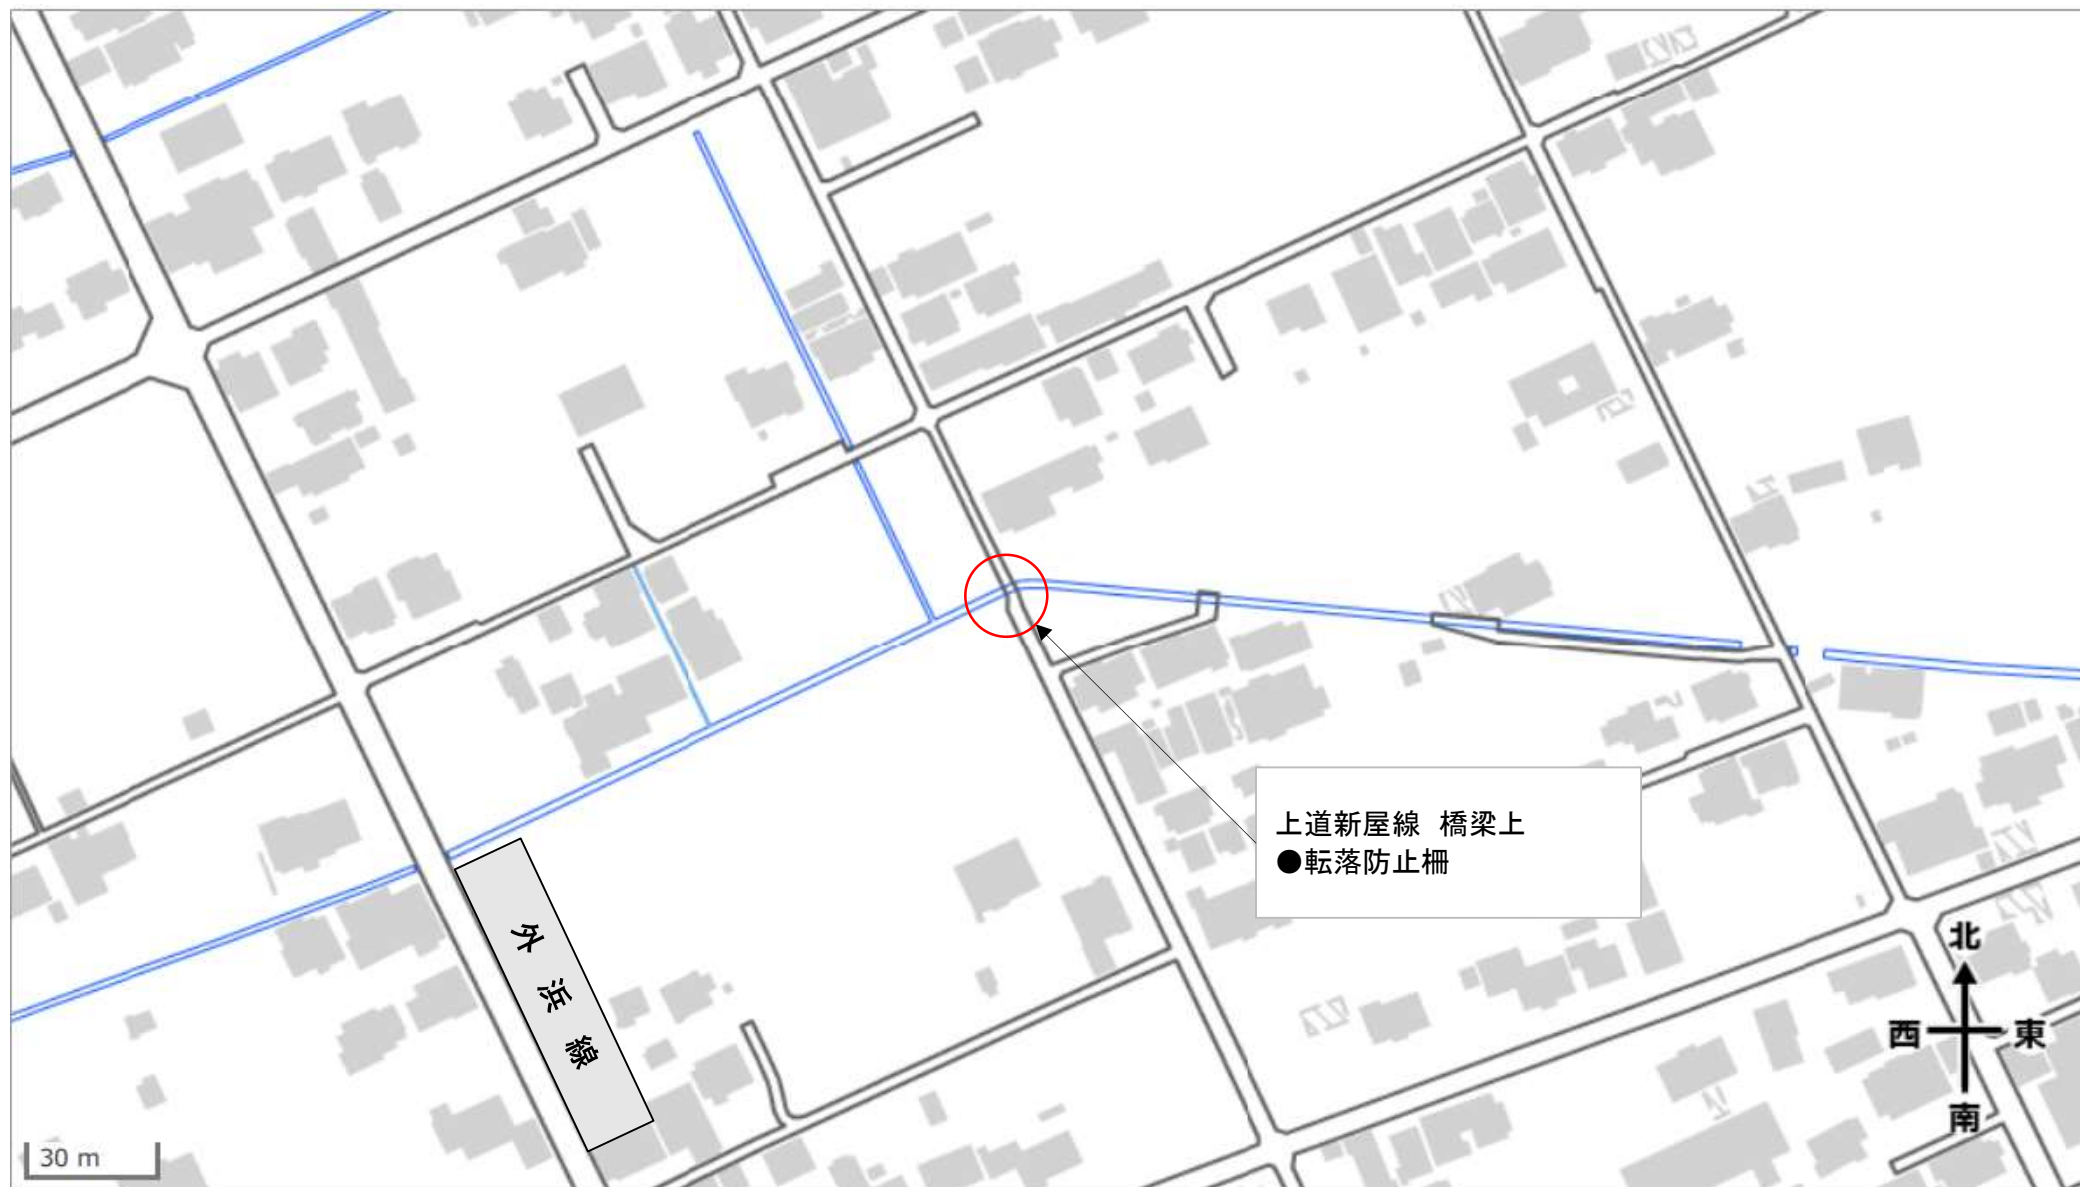 上道新屋線 橋梁上
●転落防止柵
外浜線
北
西 東
南
30 m